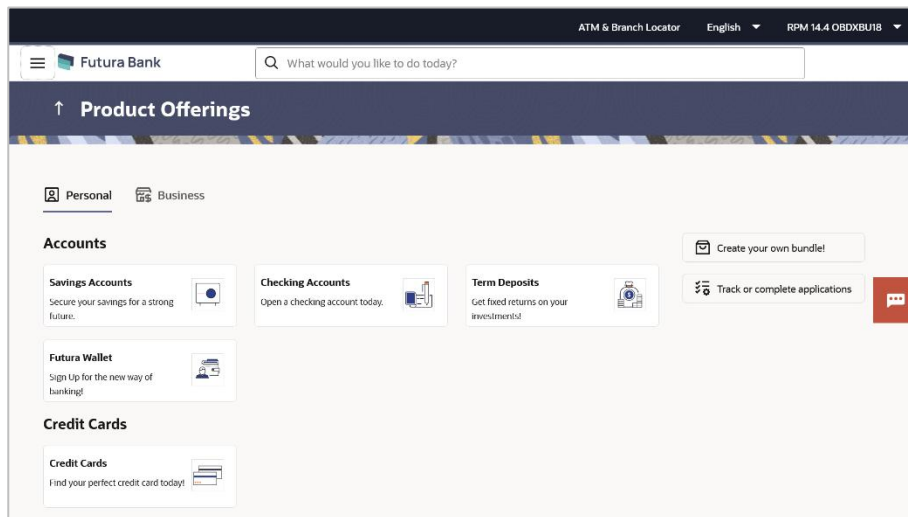 ATM & Branch Locator English RPM 14.4 OBDXBU18
Futura Bank
What would you like to do today?
Product Offerings
Personal
Business
Accounts
Savings Accounts
Secure your savings for a strong
future.
Checking Accounts
Open a checking account today.
Term Deposits
Get fixed returns on your
investments!
Create your own bundle!
Track or complete applications
Futura Wallet
Sign Up for the new way of
banking!
Credit Cards
Credit Cards
Find your perfect credit card today!